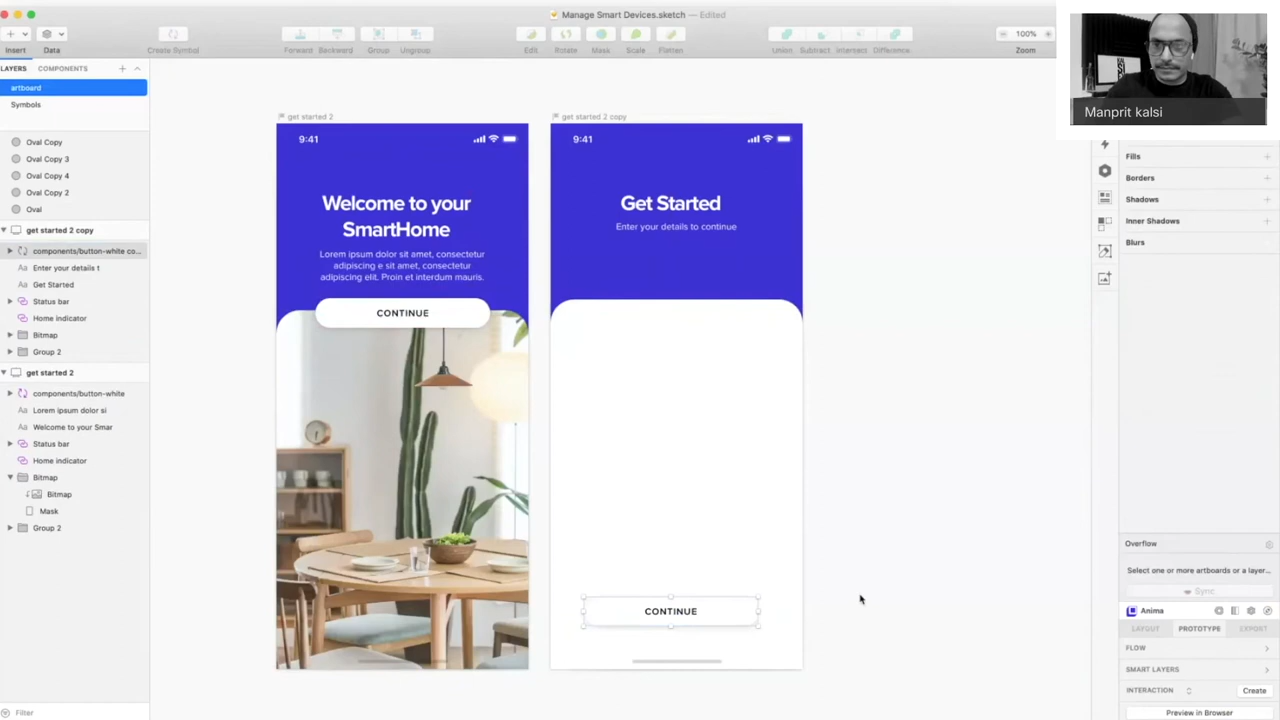 Manage Smart Devices.sketch — Edited
Insert
Data
Create Symbol
Forward
Backward
Group
Ungroup
Edit
Rotate
Mask
Scale
Flatten
Union
Subtract
Intersect
Difference
100%
Zoom
Manprit kalsi
LAYERS
COMPONENTS
artboard
Symbols
Oval Copy
Oval Copy 3
Oval Copy 4
Oval Copy 2
Oval
get started 2 copy
components/button-white co...
Enter your details t
Get Started
Status bar
Home indicator
Bitmap
Group 2
get started 2
components/button-white
Lorem ipsum dolor si
Welcome to your Smar
Status bar
Home indicator
Bitmap
Bitmap
Mask
Group 2
Filter
get started 2
9:41
Welcome to your
SmartHome
Lorem ipsum dolor sit amet, consectetur
adipiscing e sit amet, consectetur
adipiscing elit. Proin et interdum mauris.
CONTINUE
get started 2 copy
9:41
Get Started
Enter your details to continue
CONTINUE
Fills
Borders
Shadows
Inner Shadows
Blurs
Overflow
Select one or more artboards or a layer...
Sync
Anima
LAYOUT
PROTOTYPE
EXPORT
FLOW
SMART LAYERS
INTERACTION
Create
Preview in Browser